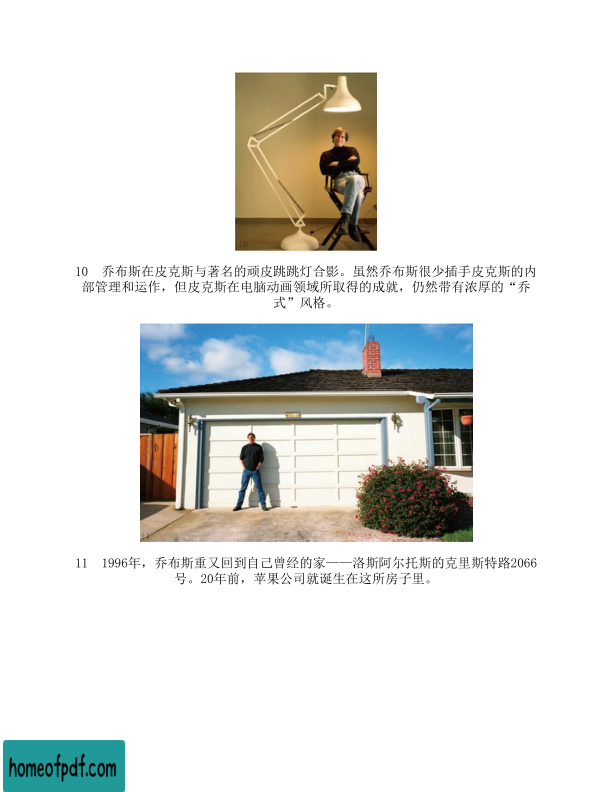 10
10 乔布斯在皮克斯与著名的顽皮跳跳灯合影。虽然乔布斯很少插手皮克斯的内
部管理和运作，但皮克斯在电脑动画领域所取得的成就，仍然带有浓厚的“乔
式”风格。
11 1996年，乔布斯重又回到自己曾经的家——洛斯阿尔托斯的克里斯特路2066
号。20年前，苹果公司就诞生在这所房子里。
homeofpdf.com